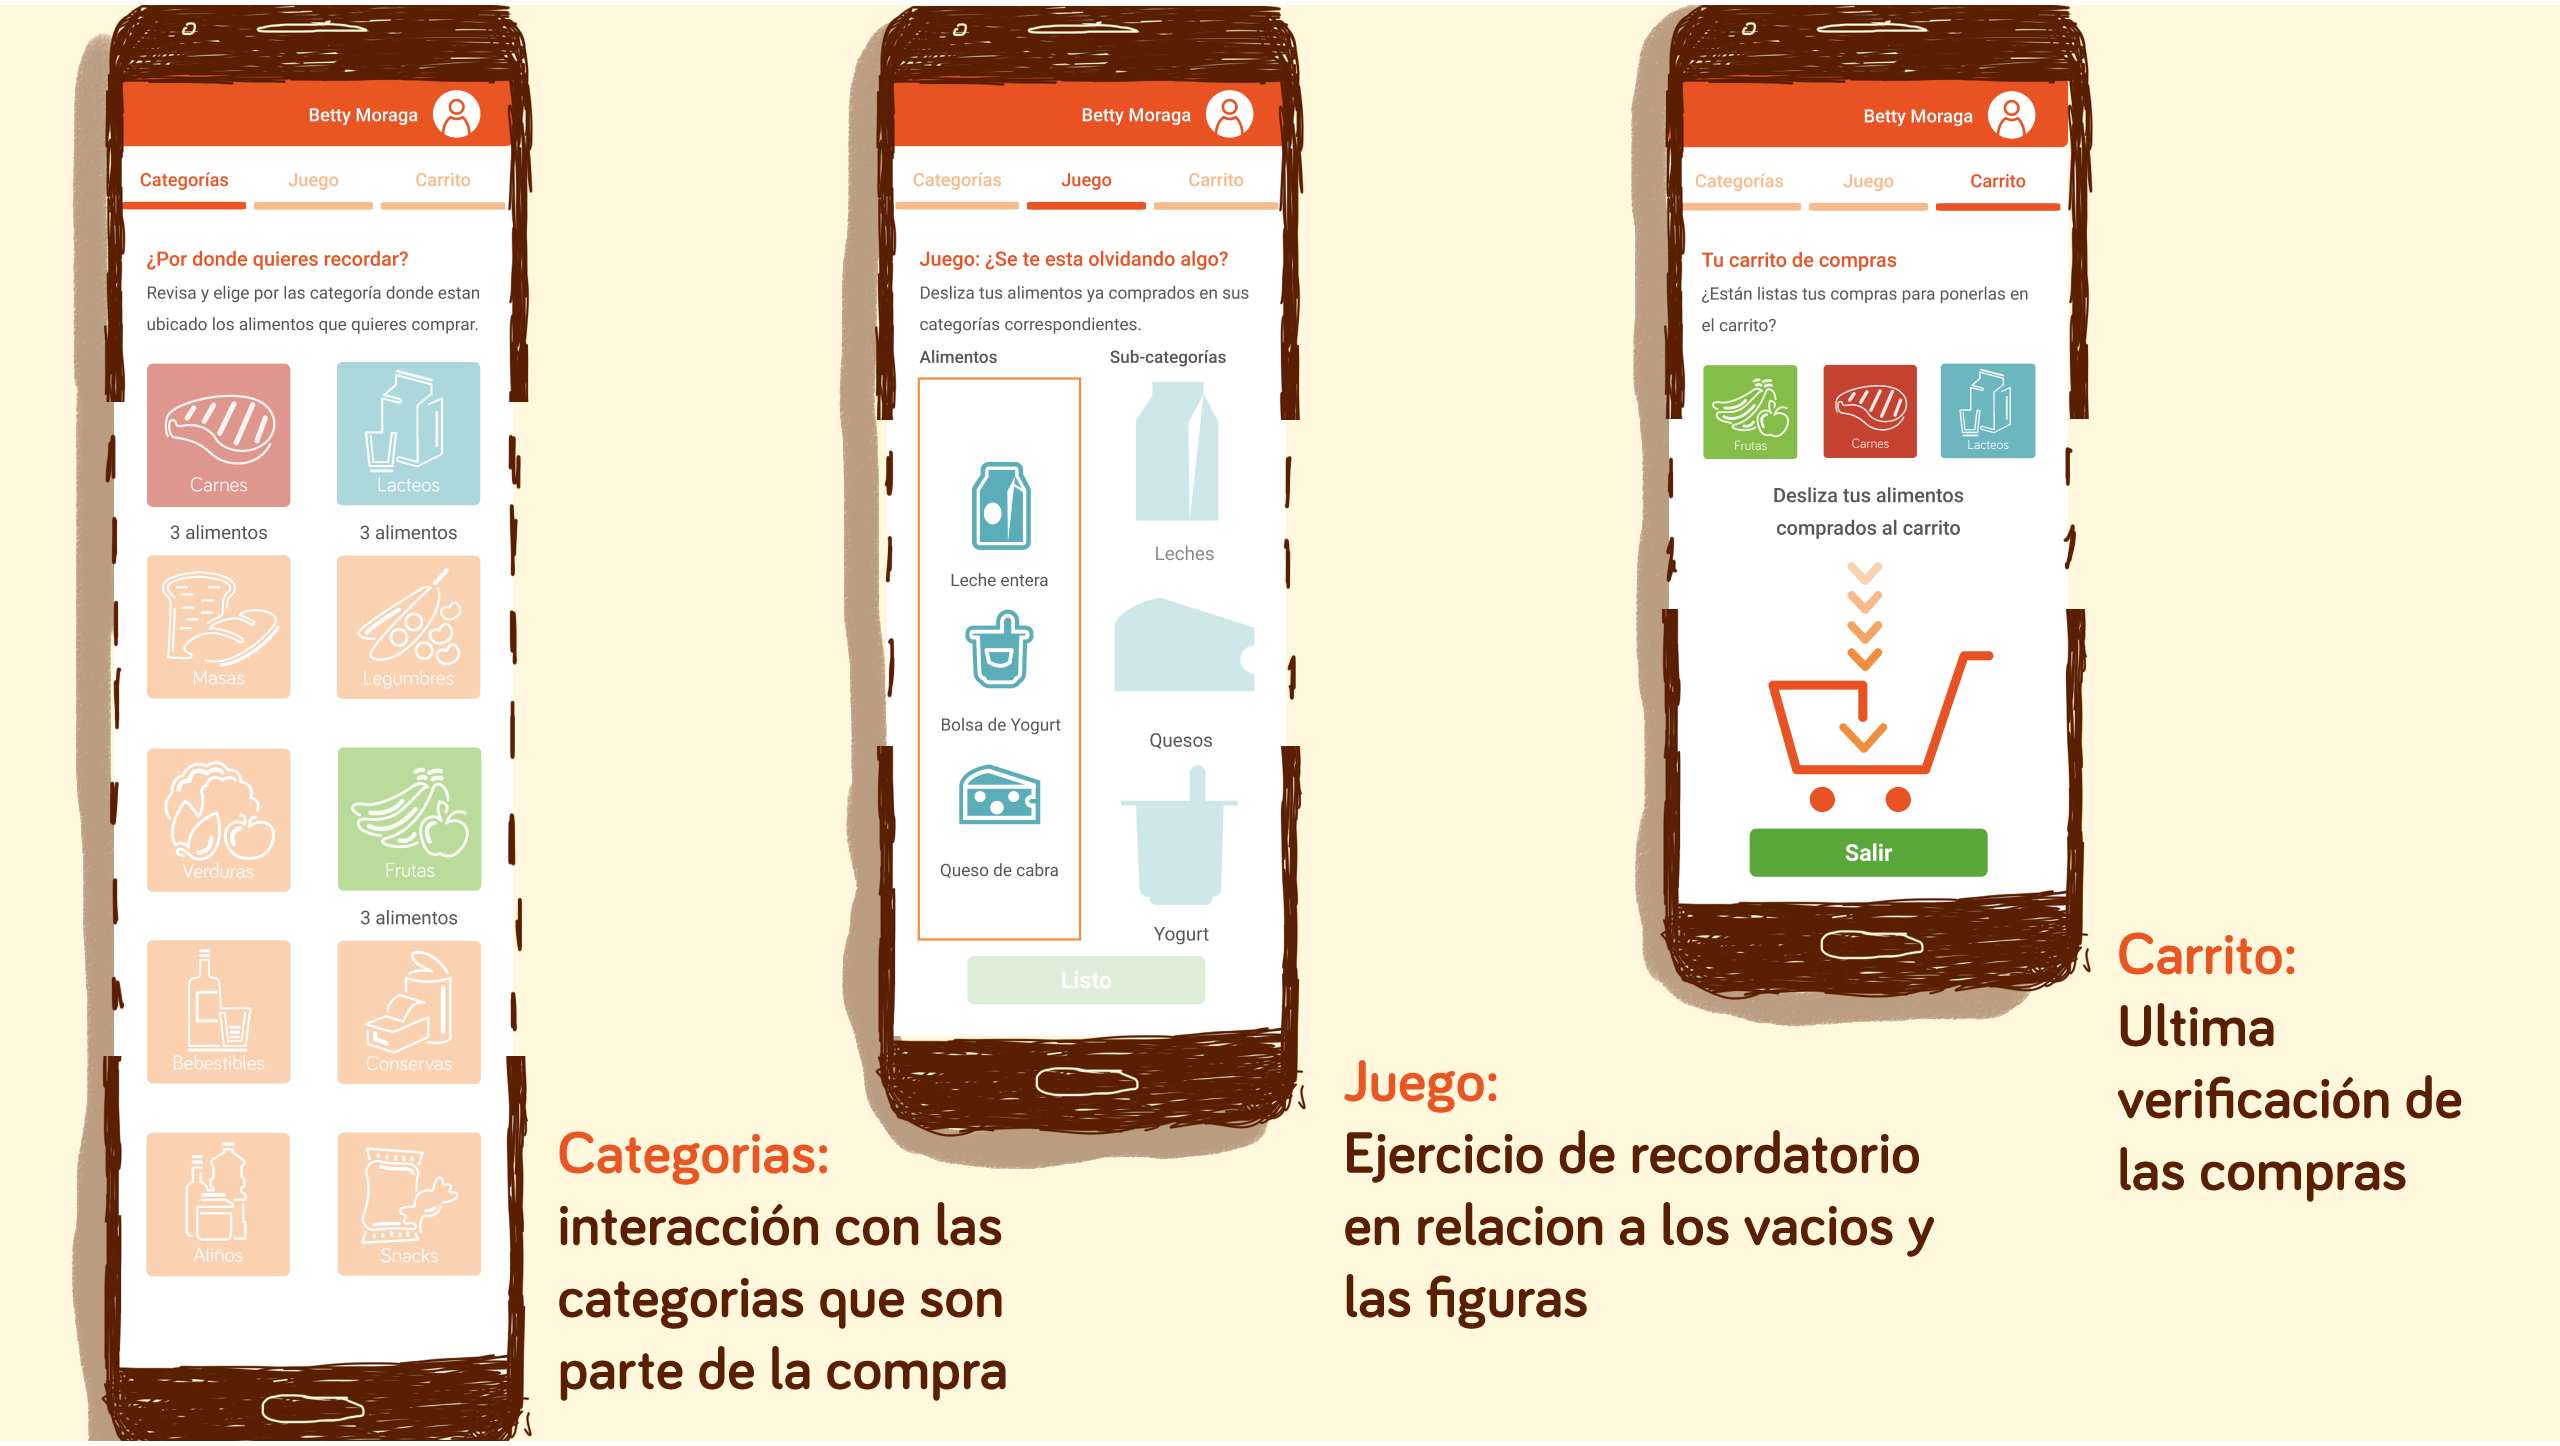 Betty Moraga
Categorías Juego Carrito
¿Por donde quieres recordar?
Revisa y elige por las categoría donde estan
ubicado los alimentos que quieres comprar.
Carnes Lacteos
3 alimentos 3 alimentos
Masas Legumbres
Verduras Frutas
3 alimentos
Bebestibles Conservas
Aliños Snacks
Categorias:
interacción con las
categorias que son
parte de la compra
Betty Moraga
Categorías Juego Carrito
Juego: ¿Se te esta olvidando algo?
Desliza tus alimentos ya comprados en sus
categorías correspondientes.
Alimentos Sub-categorías
Leches
Leche entera
Bolsa de Yogurt
Quesos
Queso de cabra
Yogurt
Listo
Juego:
Ejercicio de recordatorio
en relacion a los vacios y
las figuras
Betty Moraga
Categorías Juego Carrito
Tu carrito de compras
¿Están listas tus compras para ponerlas en
el carrito?
Frutas Carnes Lacteos
Desliza tus alimentos
comprados al carrito
Salir
Carrito:
Ultima
verificación de
las compras